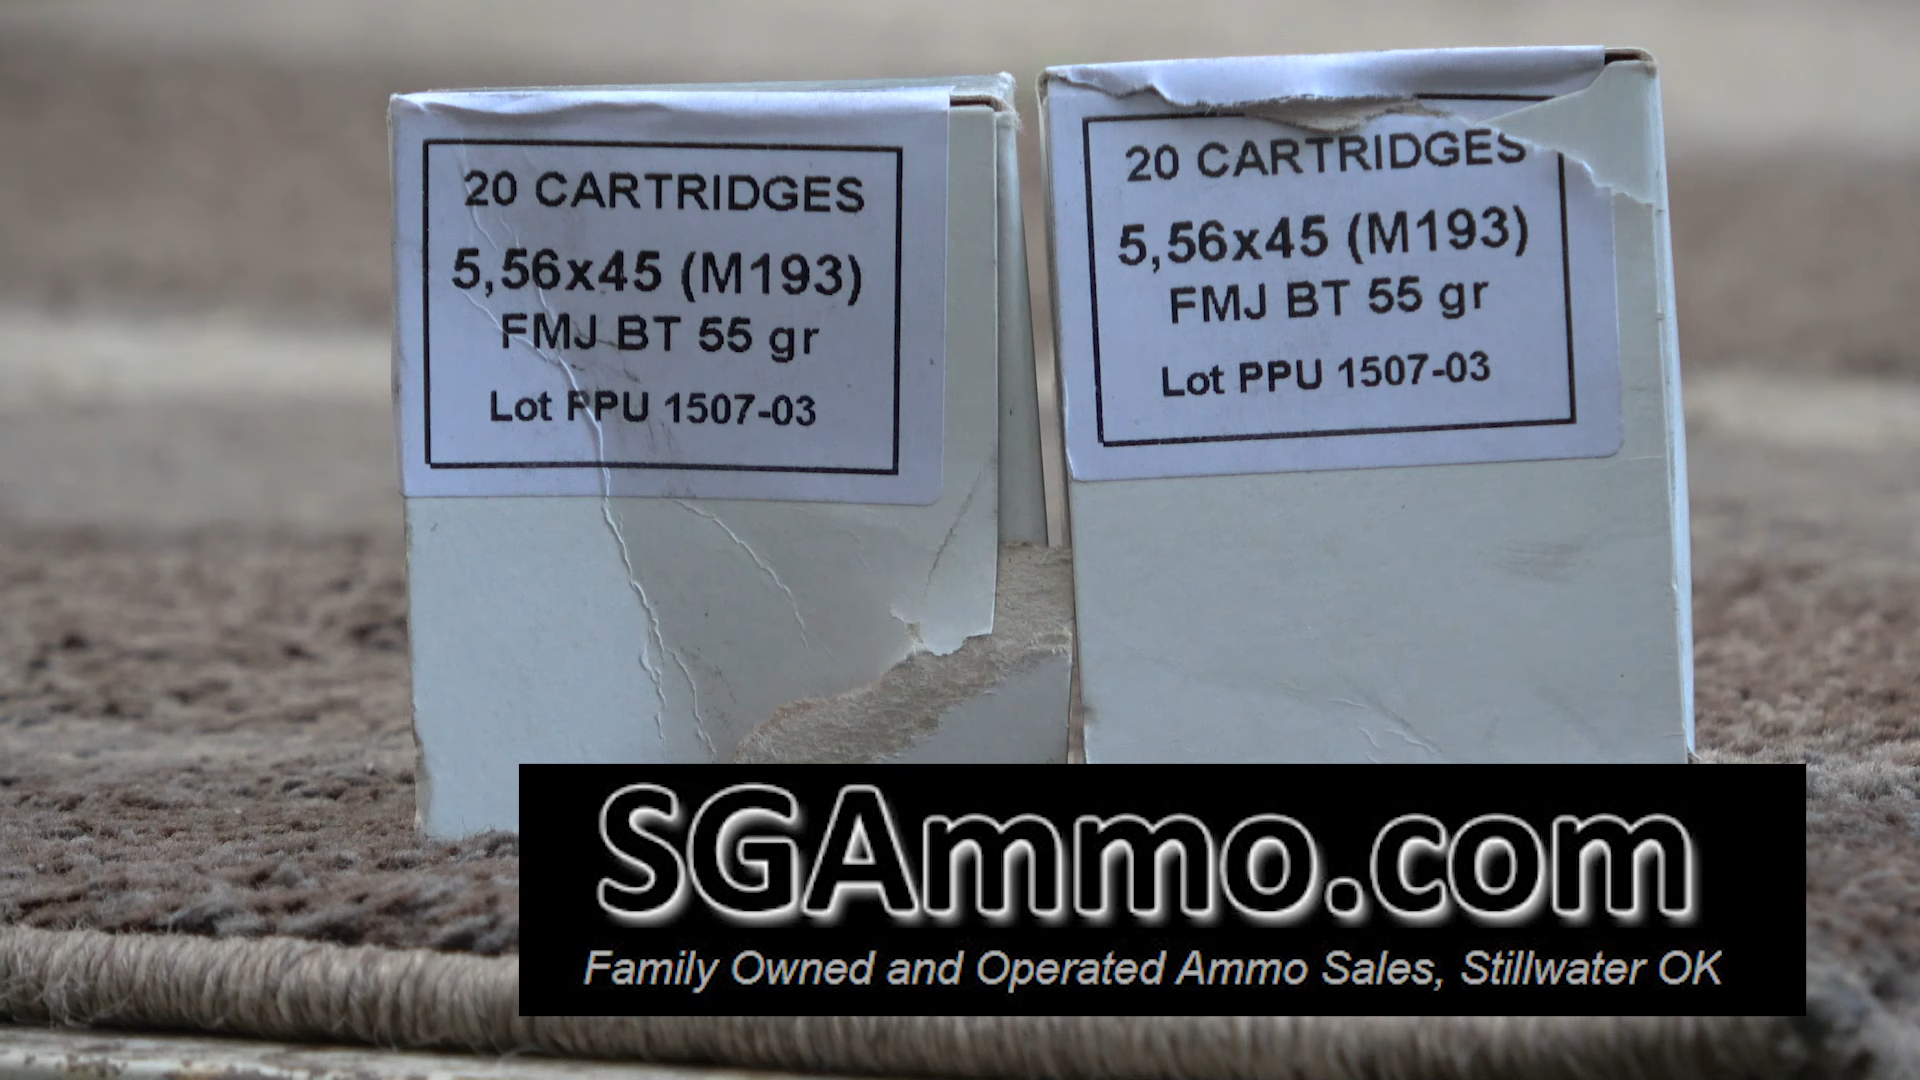 20 CARTRIDGES
5,56x45 (M193)
FMJ BT 55 gr
Lot PPU 1507-03
20 CARTRIDGES
5,56x45 (M193)
FMJ BT 55 gr
Lot PPU 1507-03
SGAmmo.com
Family Owned and Operated Ammo Sales, Stillwater OK